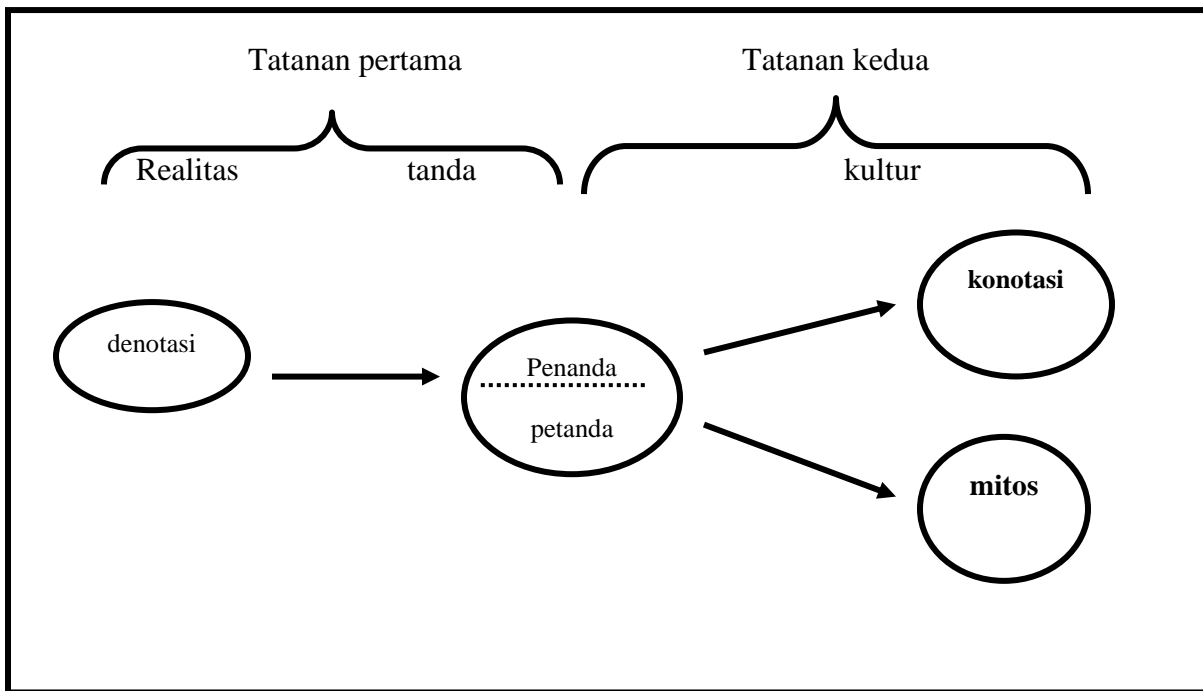 Tatanan pertama
Tatanan kedua
Realitas
tanda
kultur
konotasi
denotasi
Penanda
petanda
mitos